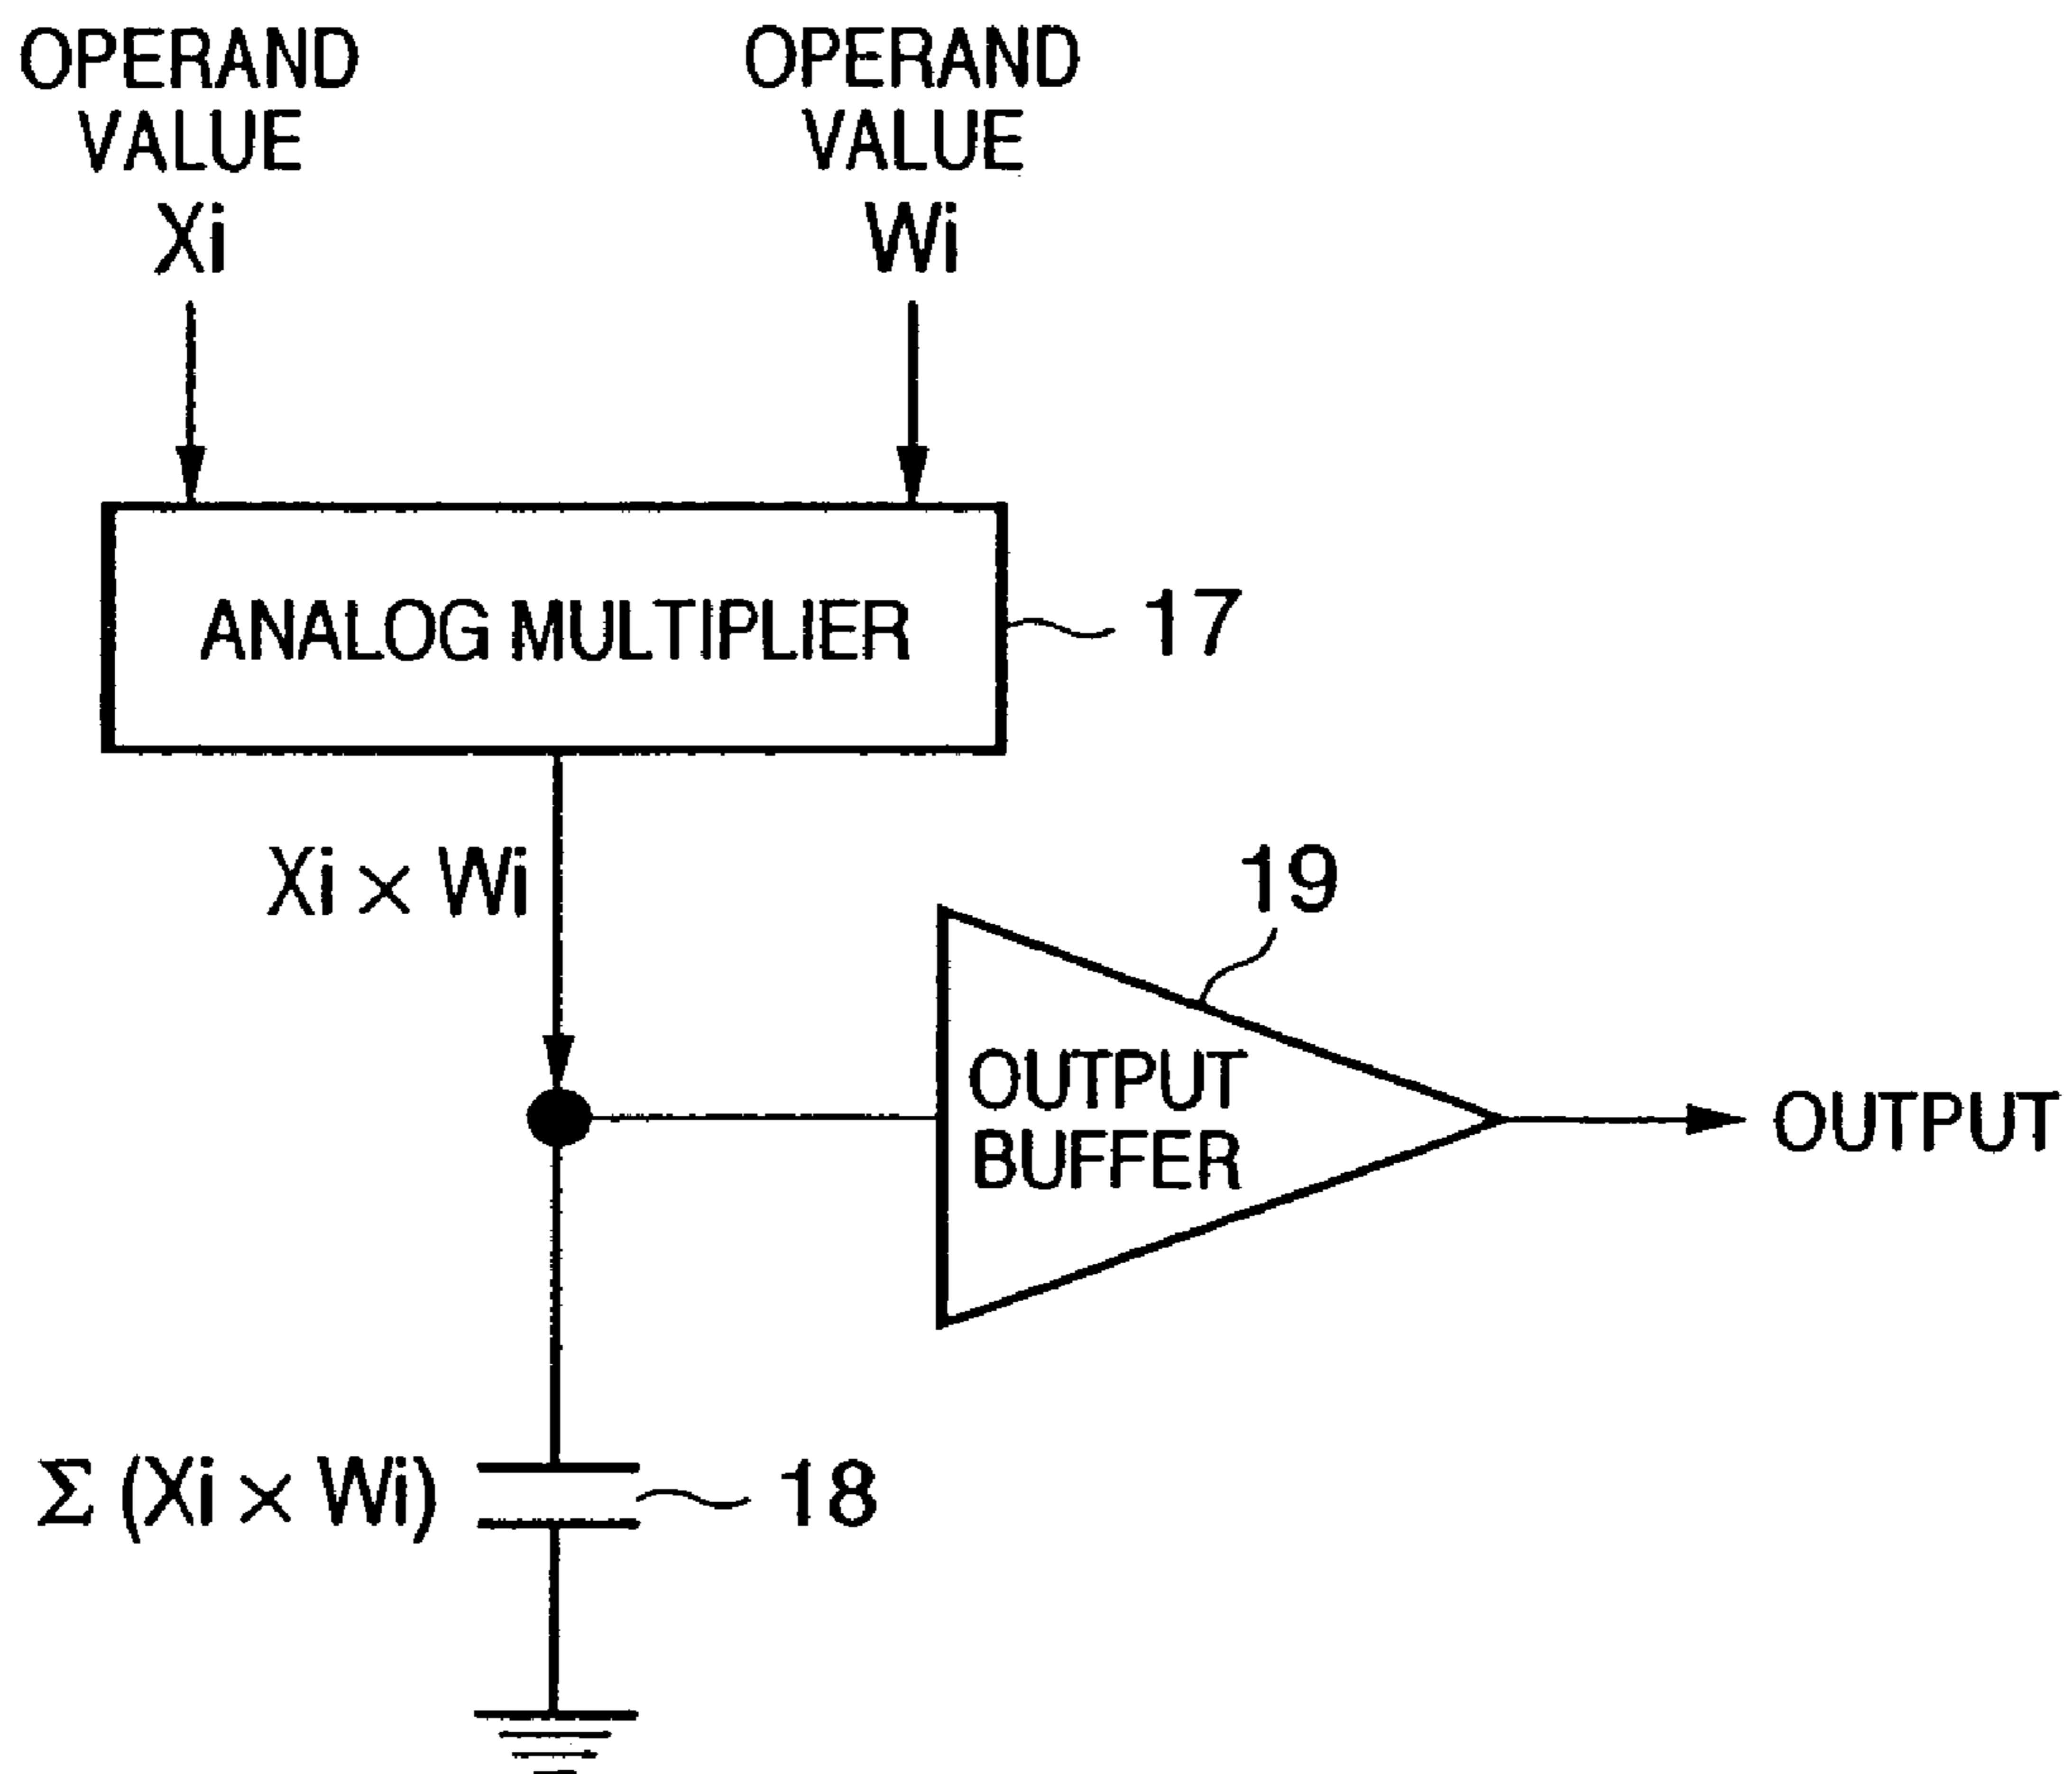 OPERAND
VALUE
Xi
OPERAND
VALUE
Wi
ANALOG MULTIPLIER
17
Xi × Wi
19
OUTPUT
BUFFER
OUTPUT
Σ (Xi × Wi)
18